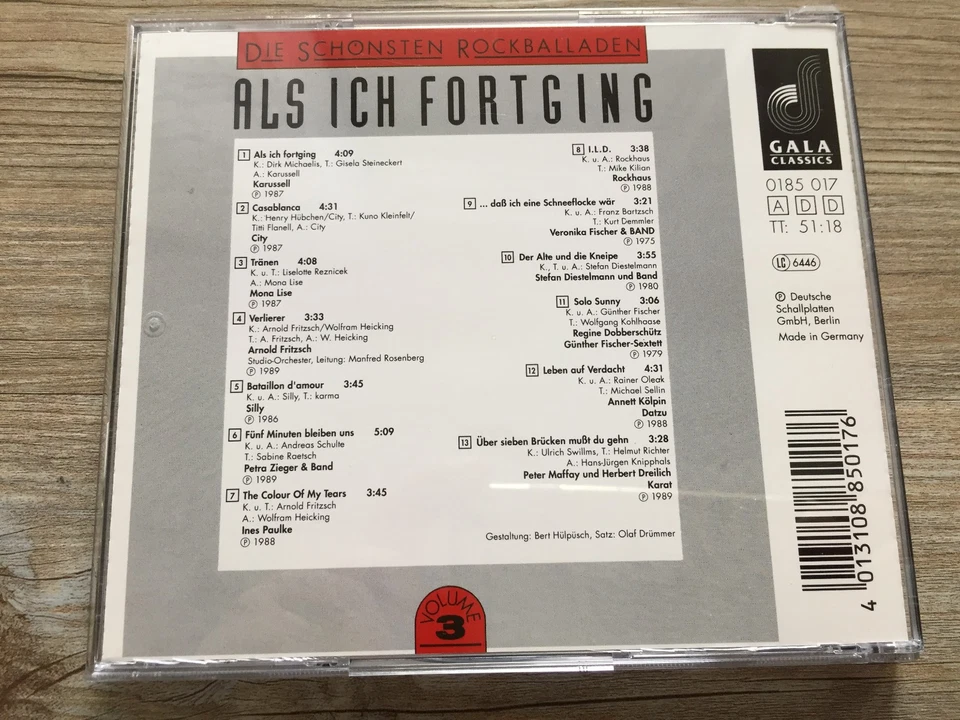 DIE SCHÖNSTEN ROCKBALLADEN
ALS ICH FORTGING
1 Als ich fortging 4:09
K.: Dirk Michaelis, T.: Gisela Steineckert
A.: Karussell
Karussell
Ⓟ 1987
2 Casablanca 4:31
K.: Henry Hübchen/City, T.: Kuno Kleinfelt/
Titti Flanell, A.: City
City
Ⓟ 1987
3 Tränen 4:08
K. u. T.: Liselotte Reznicek
A.: Mona Lise
Mona Lise
Ⓟ 1987
4 Verlierer 3:33
K.: Arnold Fritzsch/Wolfram Heicking
T.: A. Fritzsch, A.: W. Heicking
Arnold Fritzsch
Studio-Orchester, Leitung: Manfred Rosenberg
Ⓟ 1989
5 Bataillon d'amour 3:45
K. u. A.: Silly, T.: karma
Silly
Ⓟ 1986
6 Fünf Minuten bleiben uns 5:09
K. u. A.: Andreas Schulte
T.: Sabine Raetsch
Petra Zieger & Band
Ⓟ 1989
7 The Colour Of My Tears 3:45
K. u. T.: Arnold Fritzsch
A.: Wolfram Heicking
Ines Paulke
Ⓟ 1988
8 I.L.D. 3:38
K. u. A.: Rockhaus
T.: Mike Kilian
Rockhaus
Ⓟ 1988
9 ... daß ich eine Schneeflocke wär 3:21
K. u. A.: Franz Bartzsch
T.: Kurt Demmler
Veronika Fischer & BAND
Ⓟ 1975
10 Der Alte und die Kneipe 3:55
K., T. u. A.: Stefan Diestelmann
Stefan Diestelmann und Band
Ⓟ 1980
11 Solo Sunny 3:06
K. u. A.: Günther Fischer
T.: Wolfgang Kohlhaase
Regine Dobberschütz
Günther Fischer-Sextett
Ⓟ 1979
12 Leben auf Verdacht 4:31
K. u. A.: Rainer Oleak
T.: Michael Sellin
Annett Kölpin
Datzu
Ⓟ 1988
13 Über sieben Brücken mußt du gehn 3:28
K.: Ulrich Swillms, T.: Helmut Richter
A.: Hans-Jürgen Knipphals
Peter Maffay und Herbert Dreilich
Karat
Ⓟ 1989
Gestaltung: Bert Hülpüsch, Satz: Olaf Drümmer
VOLUME
3
GALA
CLASSICS
0185 017
A D D
TT: 51:18
LC 6446
Ⓟ Deutsche
Schallplatten
GmbH, Berlin
Made in Germany
4 013108 850176